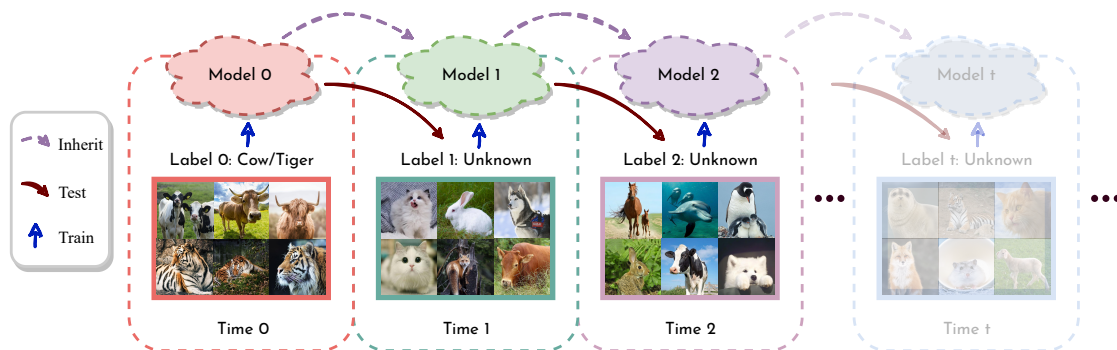 Model 0
Model 1
Model 2
Model t
Inherit
Test
Train
Label 0: Cow/Tiger
Label 1: Unknown
Label 2: Unknown
Label t: Unknown
Time 0
Time 1
Time 2
Time t